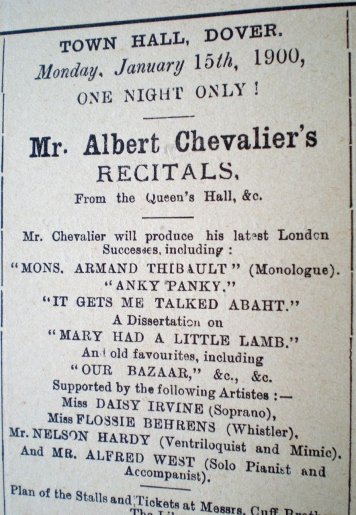 TOWN HALL, DOVER.
Monday, January 15th, 1900,
ONE NIGHT ONLY!
Mr. Albert Chevalier's
RECITALS,
From the Queen's Hall, &c.
Mr. Chevalier will produce his latest London
Successes, including:
"MONS. ARMAND THIBAULT" (Monologue).
"ANKY PANKY."
"IT GETS ME TALKED ABAHT."
A Dissertation on
"MARY HAD A LITTLE LAMB."
And old favourites, including
"OUR BAZAAR," &c., &c.
Supported by the following Artistes:—
Miss DAISY IRVINE (Soprano),
Miss FLOSSIE BEHRENS (Whistler),
Mr. NELSON HARDY (Ventriloquist and Mimic).
And MR. ALFRED WEST (Solo Pianist and
Accompanist).
Plan of the Stalls and Tickets at Messrs. Cuff
The